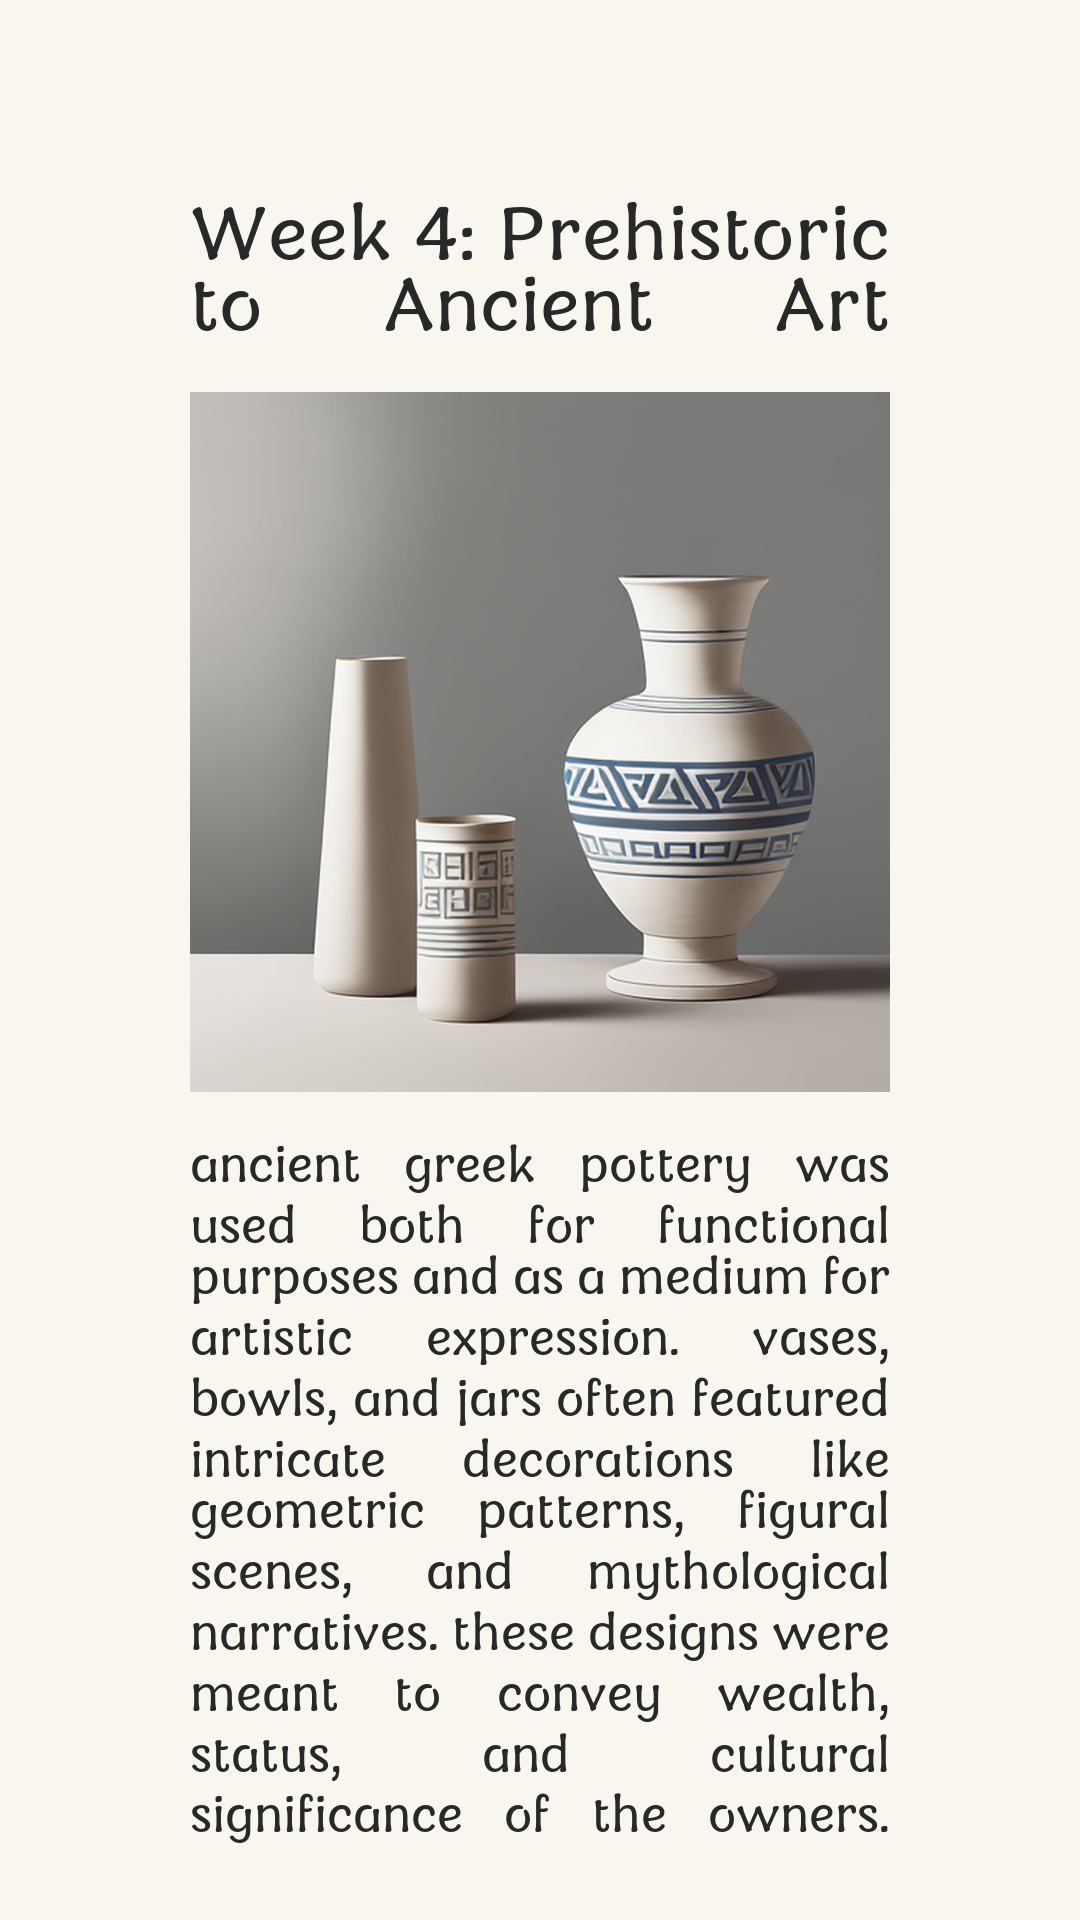 Week 4: Prehistoric
to Ancient Art
ancient greek pottery was
used both for functional
purposes and as a medium for
artistic expression. vases,
bowls, and jars often featured
intricate decorations like
geometric patterns, figural
scenes, and mythological
narratives. these designs were
meant to convey wealth,
status, and cultural
significance of the owners.